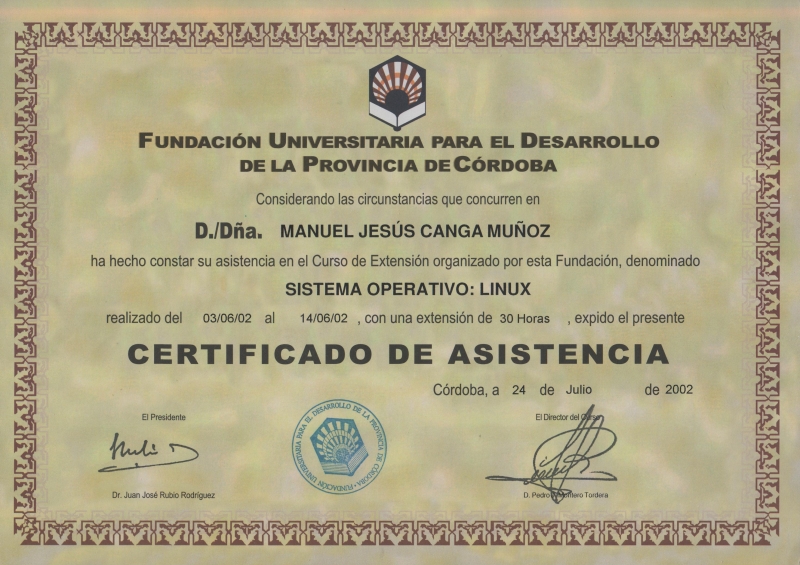 FUNDACIÓN UNIVERSITARIA PARA EL DESARROLLO
DE LA PROVINCIA DE CÓRDOBA
Considerando las circunstancias que concurren en
D./Dña. MANUEL JESÚS CANGA MUÑOZ
ha hecho constar su asistencia en el Curso de Extensión organizado por esta Fundación, denominado
SISTEMA OPERATIVO: LINUX
realizado del 03/06/02 al 14/06/02 , con una extensión de 30 Horas , expido el presente
CERTIFICADO DE ASISTENCIA
Córdoba, a 24 de Julio de 2002
El Presidente
El Director del Curso
FUNDACIÓN UNIVERSITARIA PARA EL DESARROLLO DE LA PROVINCIA DE CÓRDOBA
Dr. Juan José Rubio Rodríguez
D. Pedro Montero Tordera